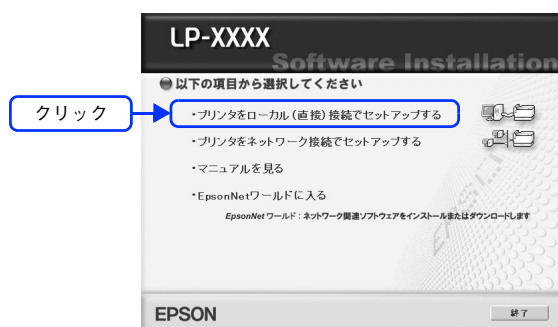 LP-XXXX
Software Installation
以下の項目から選択してください
クリック
・プリンタをローカル(直接)接続でセットアップする
・プリンタをネットワーク接続でセットアップする
・マニュアルを見る
・EpsonNetワールドに入る
EpsonNet ワールド：ネットワーク関連ソフトウェアをインストールまたはダウンロードします
EPSON
EPSON
終了